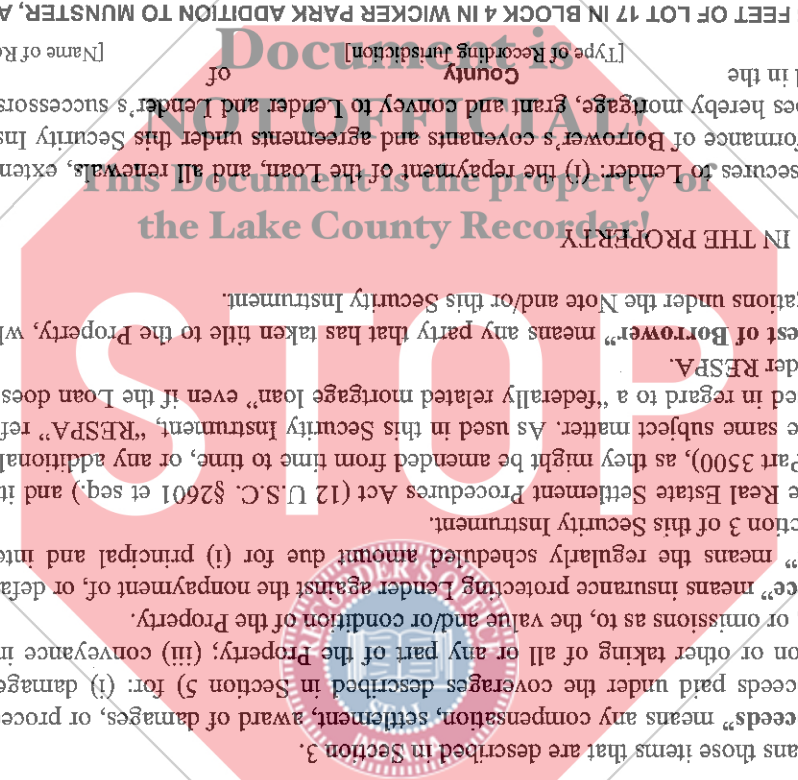 ans those items that are described in Section 3.
ceeds" means any compensation, settlement, award of damages, or proce
ceeds paid under the coverages described in Section 5) for: (i) damage
on or other taking of all or any part of the Property; (iii) conveyance in
or omissions as to, the value and/or condition of the Property.
ce" means insurance protecting Lender against the nonpayment of, or defa
" means the regularly scheduled amount due for (i) principal and inte
ction 3 of this Security Instrument.
e Real Estate Settlement Procedures Act (12 U.S.C. §2601 et seq.) and it
Part 3500), as they might be amended from time to time, or any additional
e same subject matter. As used in this Security Instrument, "RESPA" ref
ed in regard to a "federally related mortgage loan" even if the Loan does
der RESPA.
est of Borrower" means any party that has taken title to the Property, wh
gations under the Note and/or this Security Instrument.
IN THE PROPERTY
secures to Lender: (i) the repayment of the Loan, and all renewals, exten
formance of Borrower's covenants and agreements under this Security Ins
oes hereby mortgage, grant and convey to Lender and Lender's successors
d in the County of
[Type of Recording Jurisdiction] [Name of Re
FEET OF LOT 17 IN BLOCK 4 IN WICKER PARK ADDITION TO MUNSTER, A
Document is
NOT OFFICIAL!
This Document is the property of
the Lake County Recorder!
STOP
RECORDER'S OFFICE
SEAL
INDIANA